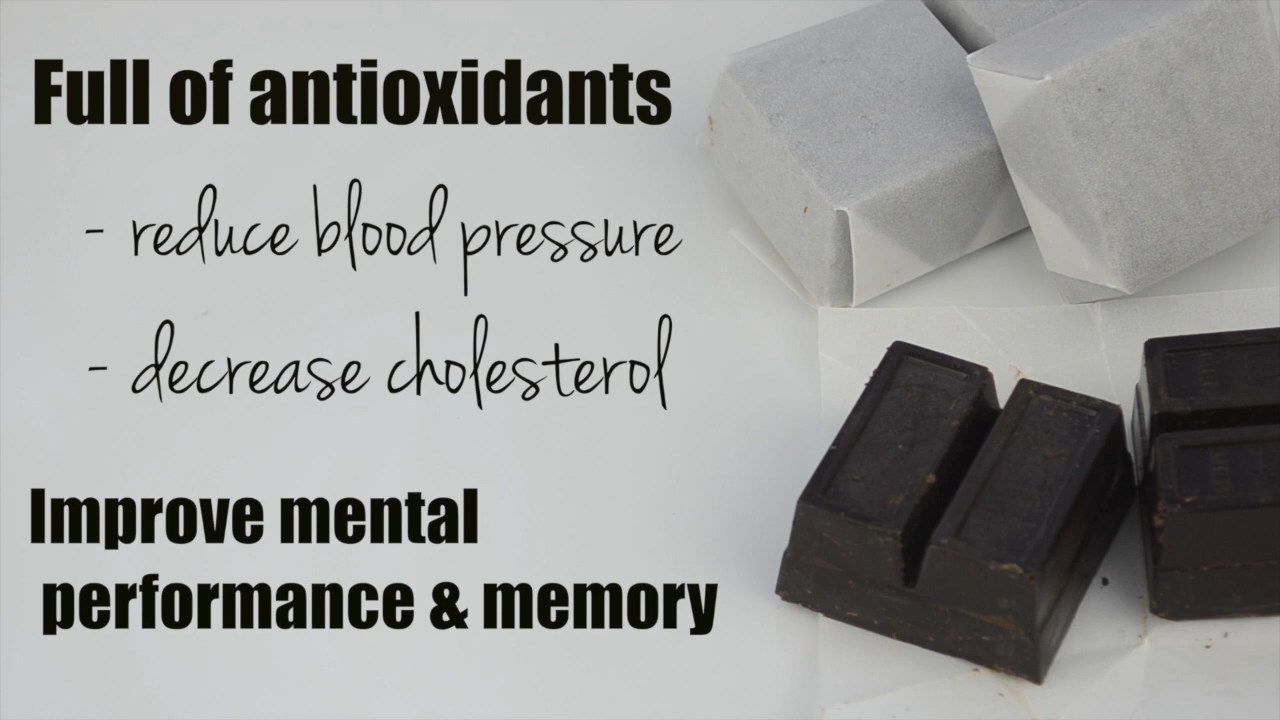 Full of antioxidants
- reduce blood pressure
- decrease cholesterol
Improve mental
performance & memory